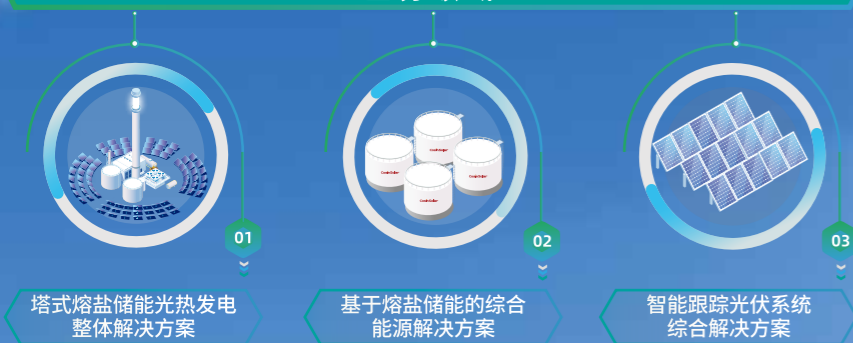 01
02
03
塔式熔盐储能光热发电
整体解决方案
基于熔盐储能的综合
能源解决方案
智能跟踪光伏系统
综合解决方案